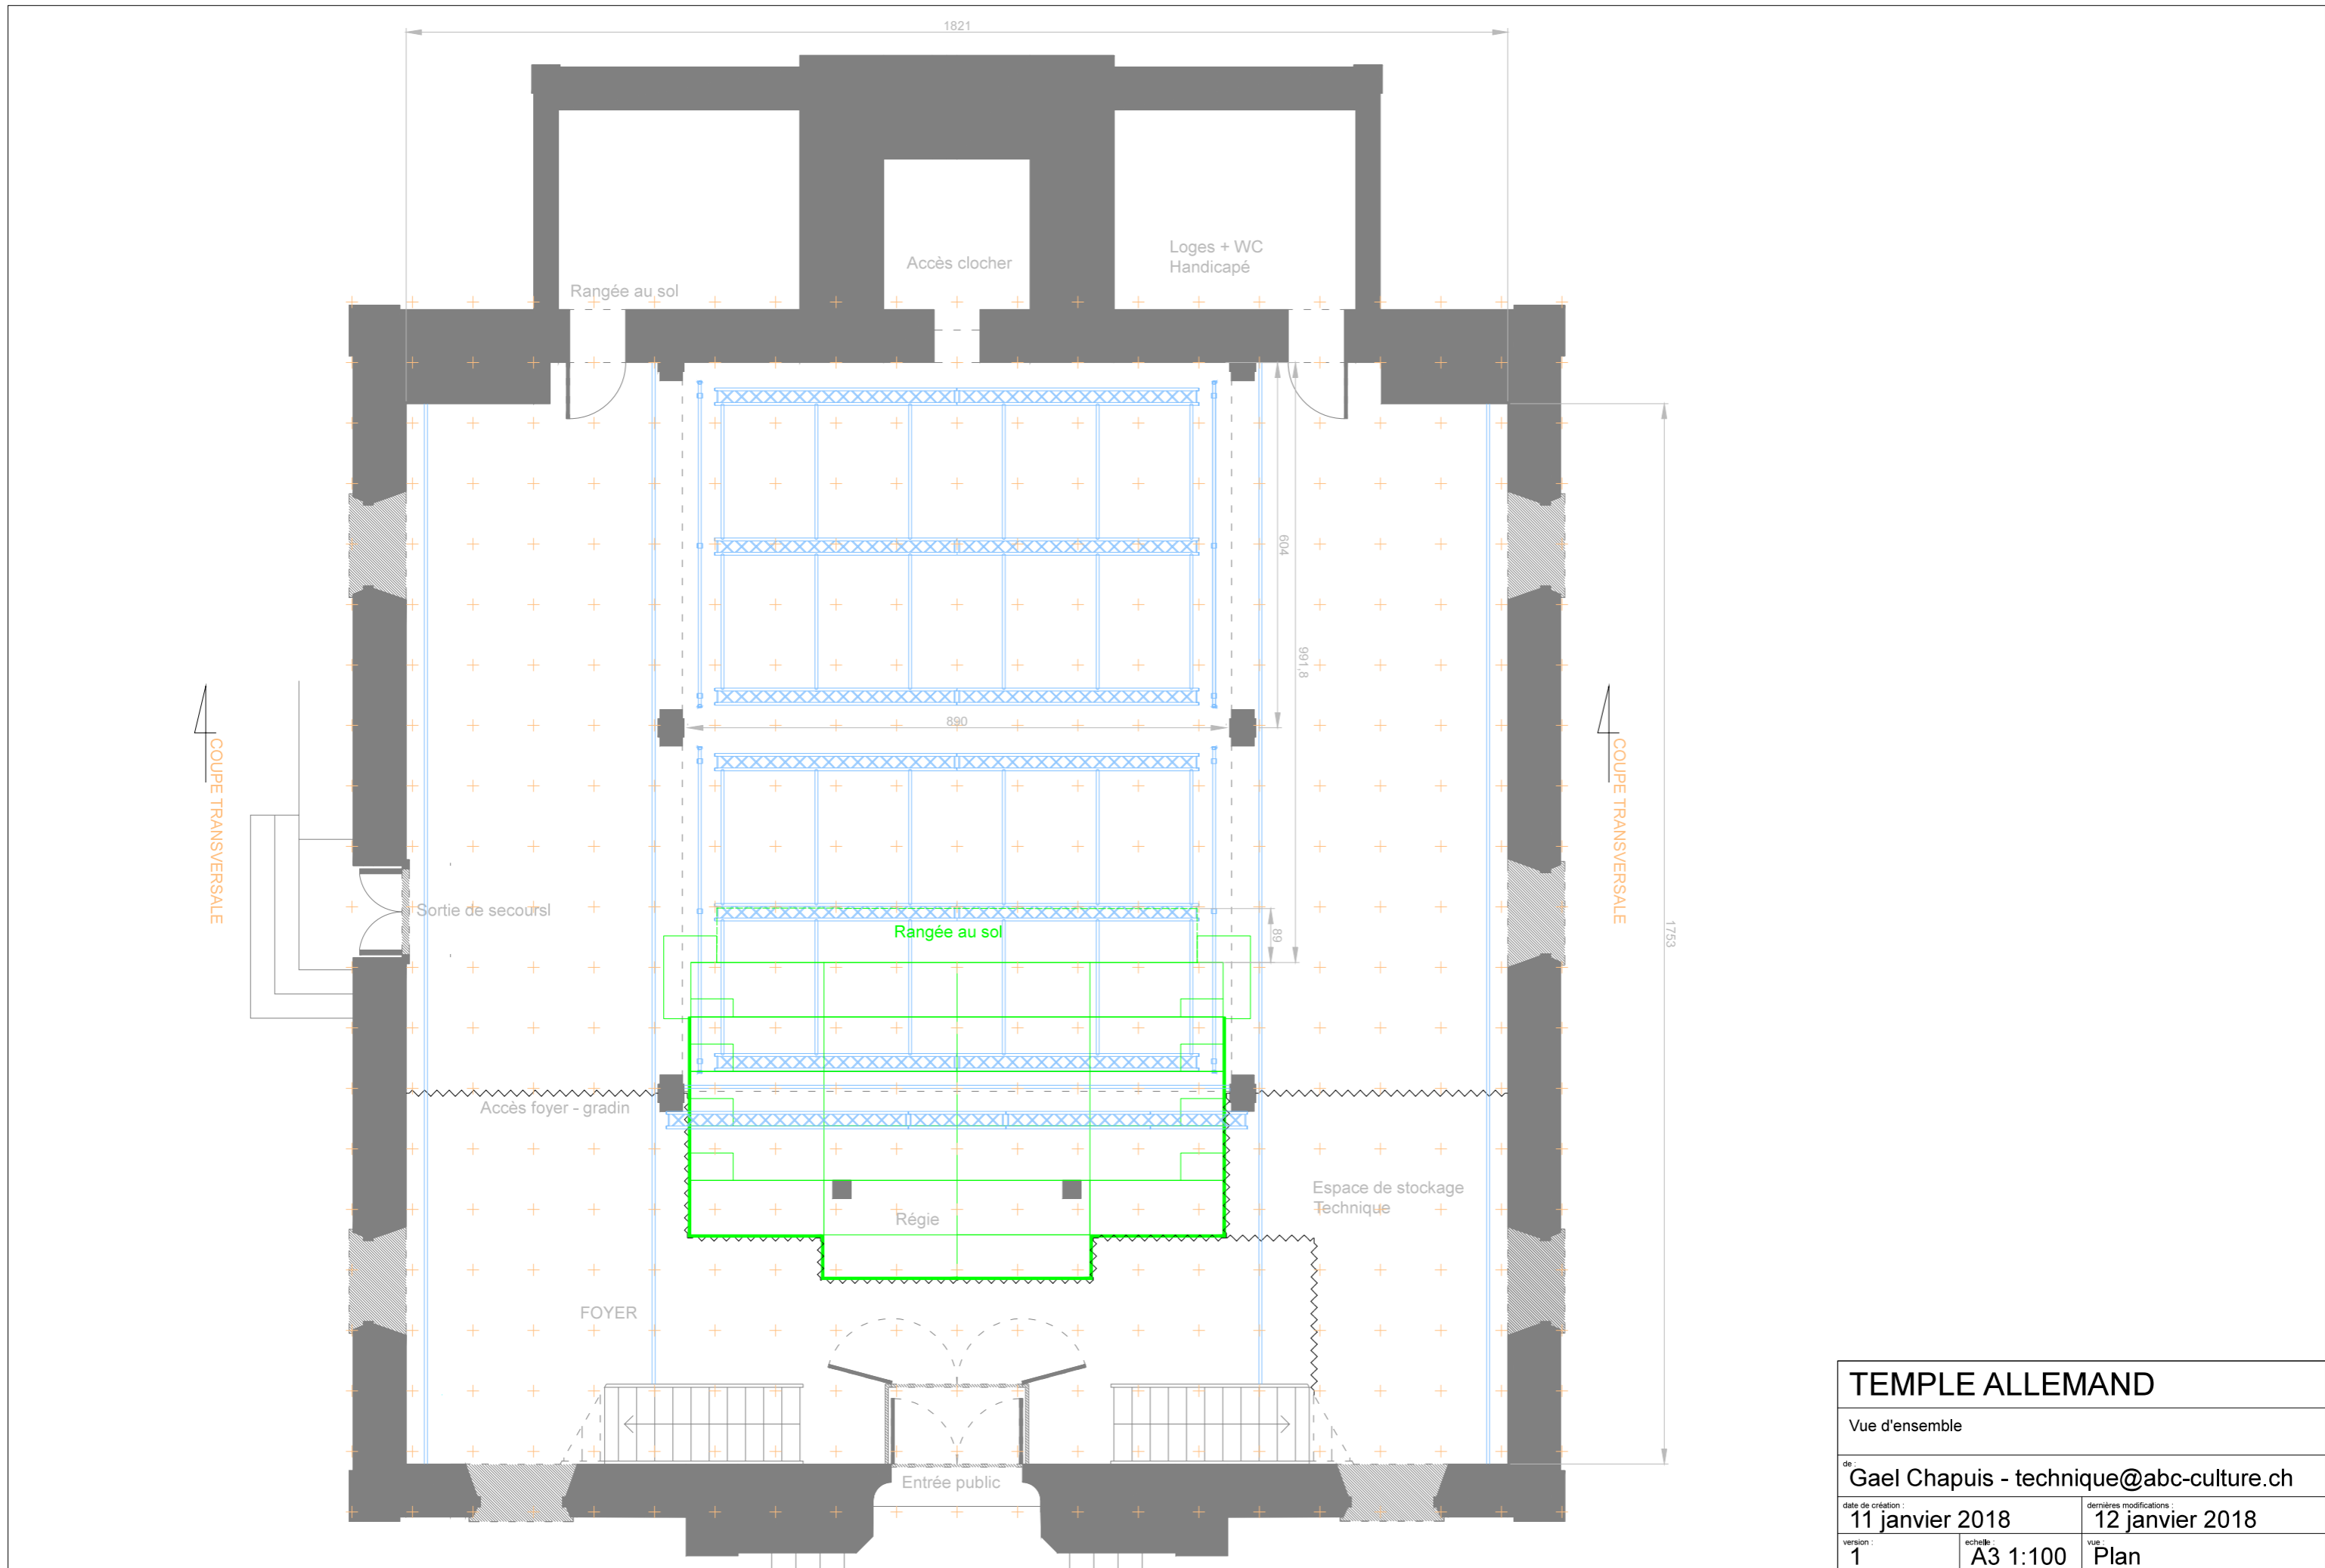 1821
Loges + WC
Handicapé
Accès clocher
Rangée au sol
604
991,8
890
COUPE TRANSVERSALE
COUPE TRANSVERSALE
Sortie de secoursl
Rangée au sol
89
1753
Accès foyer - gradin
Espace de stockage
Technique
Régie
FOYER
Entrée public
TEMPLE ALLEMAND
Vue d'ensemble
de :
Gael Chapuis - technique@abc-culture.ch
date de création :
11 janvier 2018
dernières modifications :
12 janvier 2018
version :
1
echelle :
A3 1:100
vue :
Plan